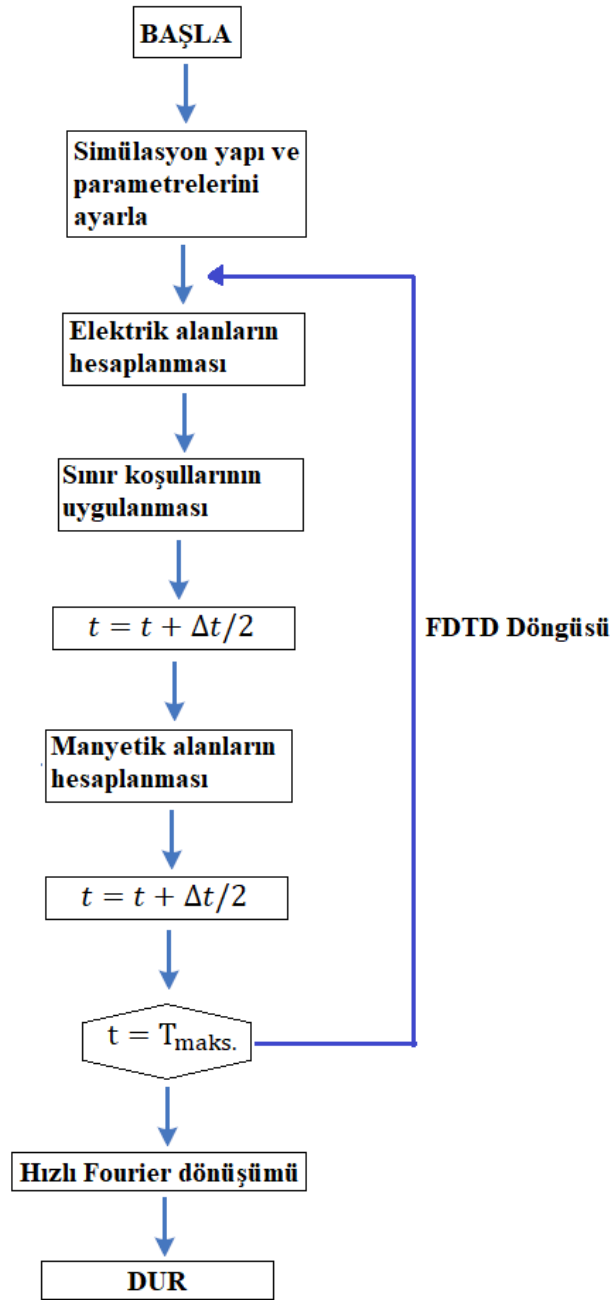 BAŞLA
Simülasyon yapı ve
parametrelerini
ayarla
Elektrik alanların
hesaplanması
Sınır koşullarının
uygulanması
t = t + Δt/2
FDTD Döngüsü
Manyetik alanların
hesaplanması
t = t + Δt/2
t = T_maks.
Hızlı Fourier dönüşümü
DUR